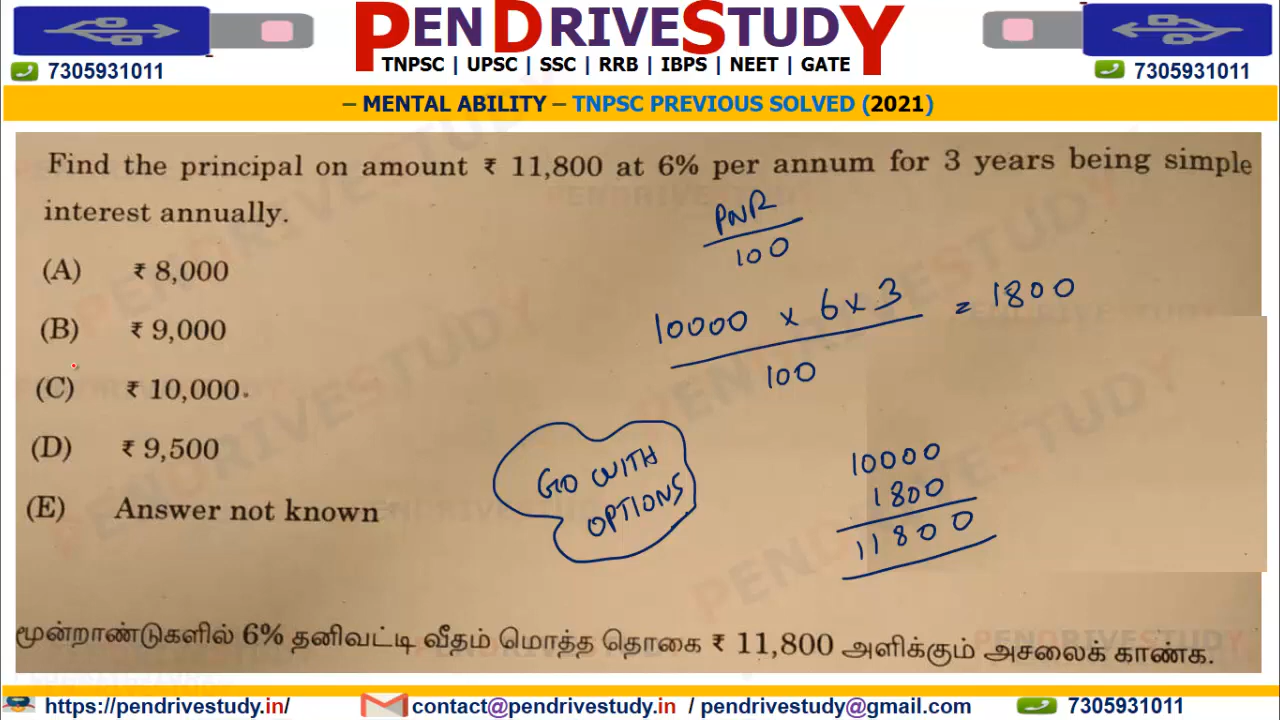 PENDRIVESTUDY
TNPSC | UPSC | SSC | RRB | IBPS | NEET | GATE
7305931011
7305931011
– MENTAL ABILITY – TNPSC PREVIOUS SOLVED (2021)
Find the principal on amount ₹ 11,800 at 6% per annum for 3 years being simple
interest annually.
(A) ₹ 8,000
(B) ₹ 9,000
(C) ₹ 10,000
(D) ₹ 9,500
(E) Answer not known
PNR
100
10000 × 6 × 3 = 1800
100
GO WITH
OPTIONS
10000
1800
11800
மூன்றாண்டுகளில் 6% தனிவட்டி வீதம் மொத்த தொகை ₹ 11,800 அளிக்கும் அசலைக் காண்க.
https://pendrivestudy.in/ contact@pendrivestudy.in / pendrivestudy@gmail.com 7305931011